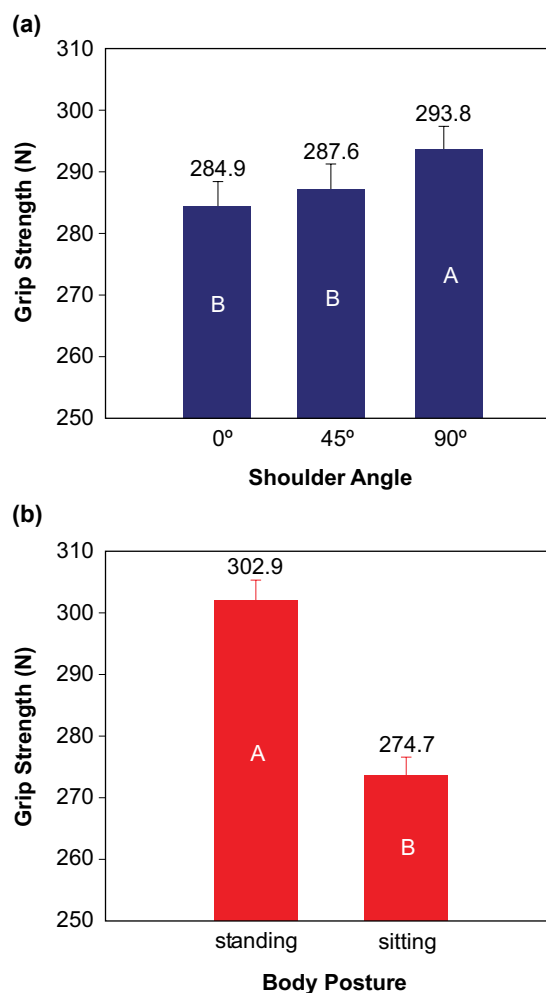 (a)
310
300
290
280
270
260
250
Grip Strength (N)
284.9
287.6
293.8
B
B
A
0º
45º
90º
Shoulder Angle
(b)
310
300
290
280
270
260
250
Grip Strength (N)
302.9
274.7
A
B
standing
sitting
Body Posture